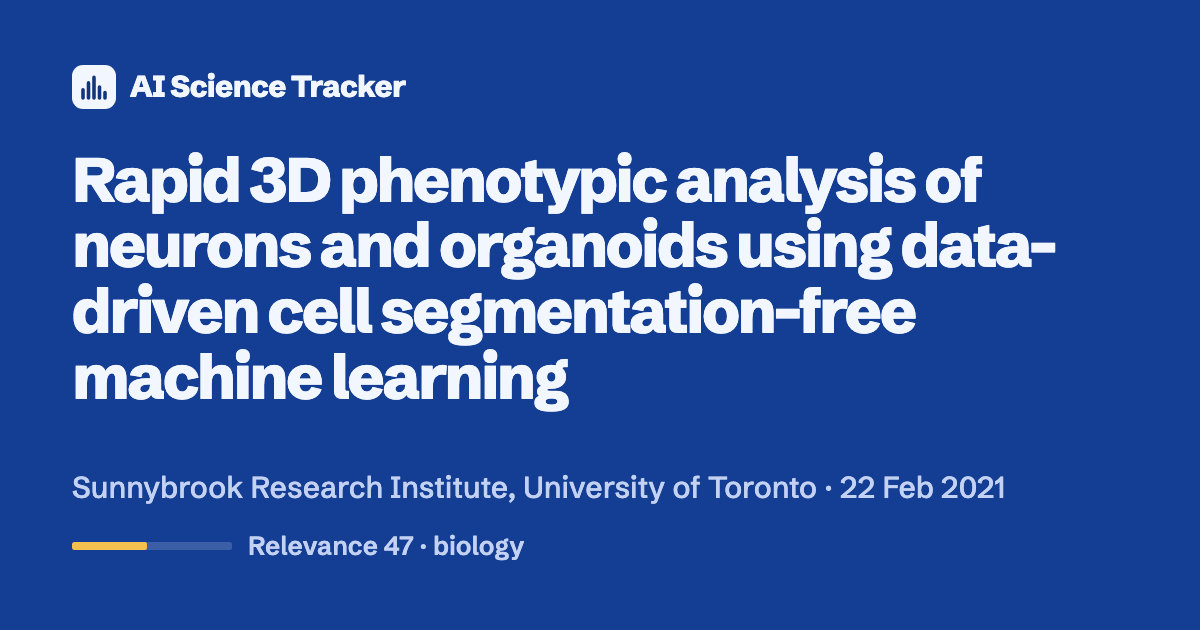 AI Science Tracker
Rapid 3D phenotypic analysis of
neurons and organoids using data-
driven cell segmentation-free
machine learning
Sunnybrook Research Institute, University of Toronto · 22 Feb 2021
Relevance 47 · biology